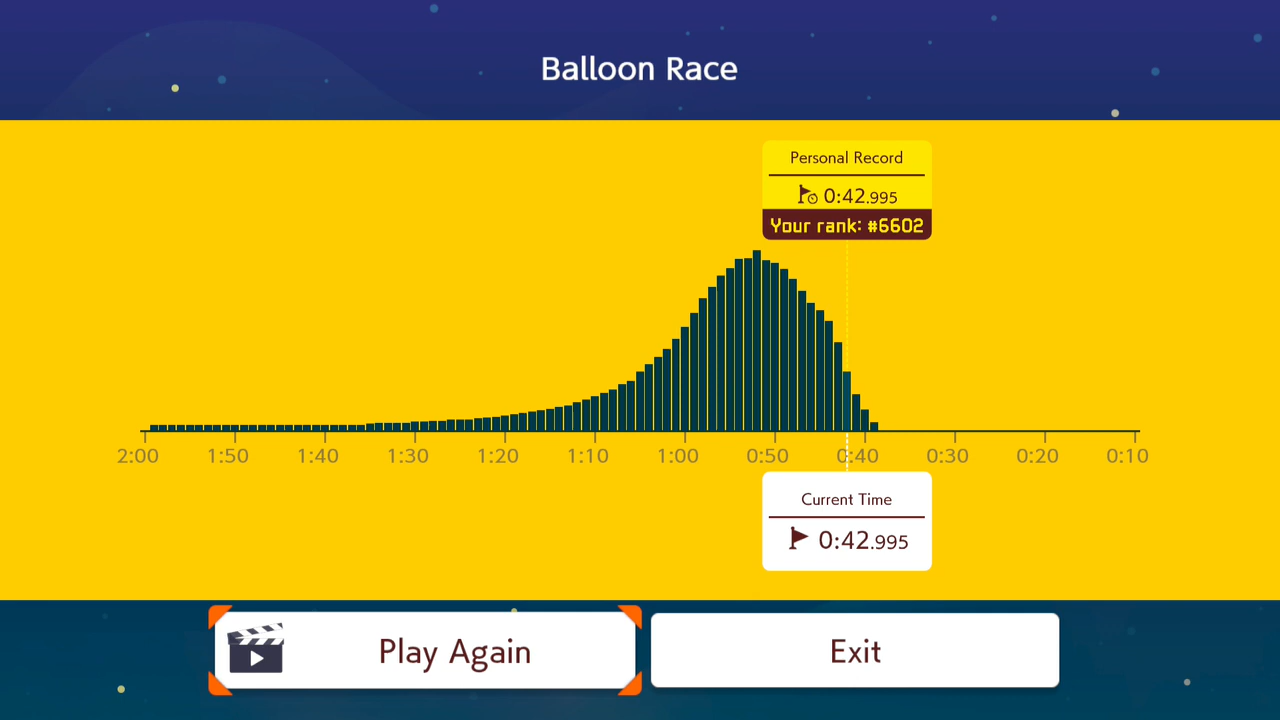 Balloon Race
Personal Record
0:42.995
Your rank: #6602
2:00 1:50 1:40 1:30 1:20 1:10 1:00 0:50 0:40 0:30 0:20 0:10
Current Time
0:42.995
Play Again
Exit